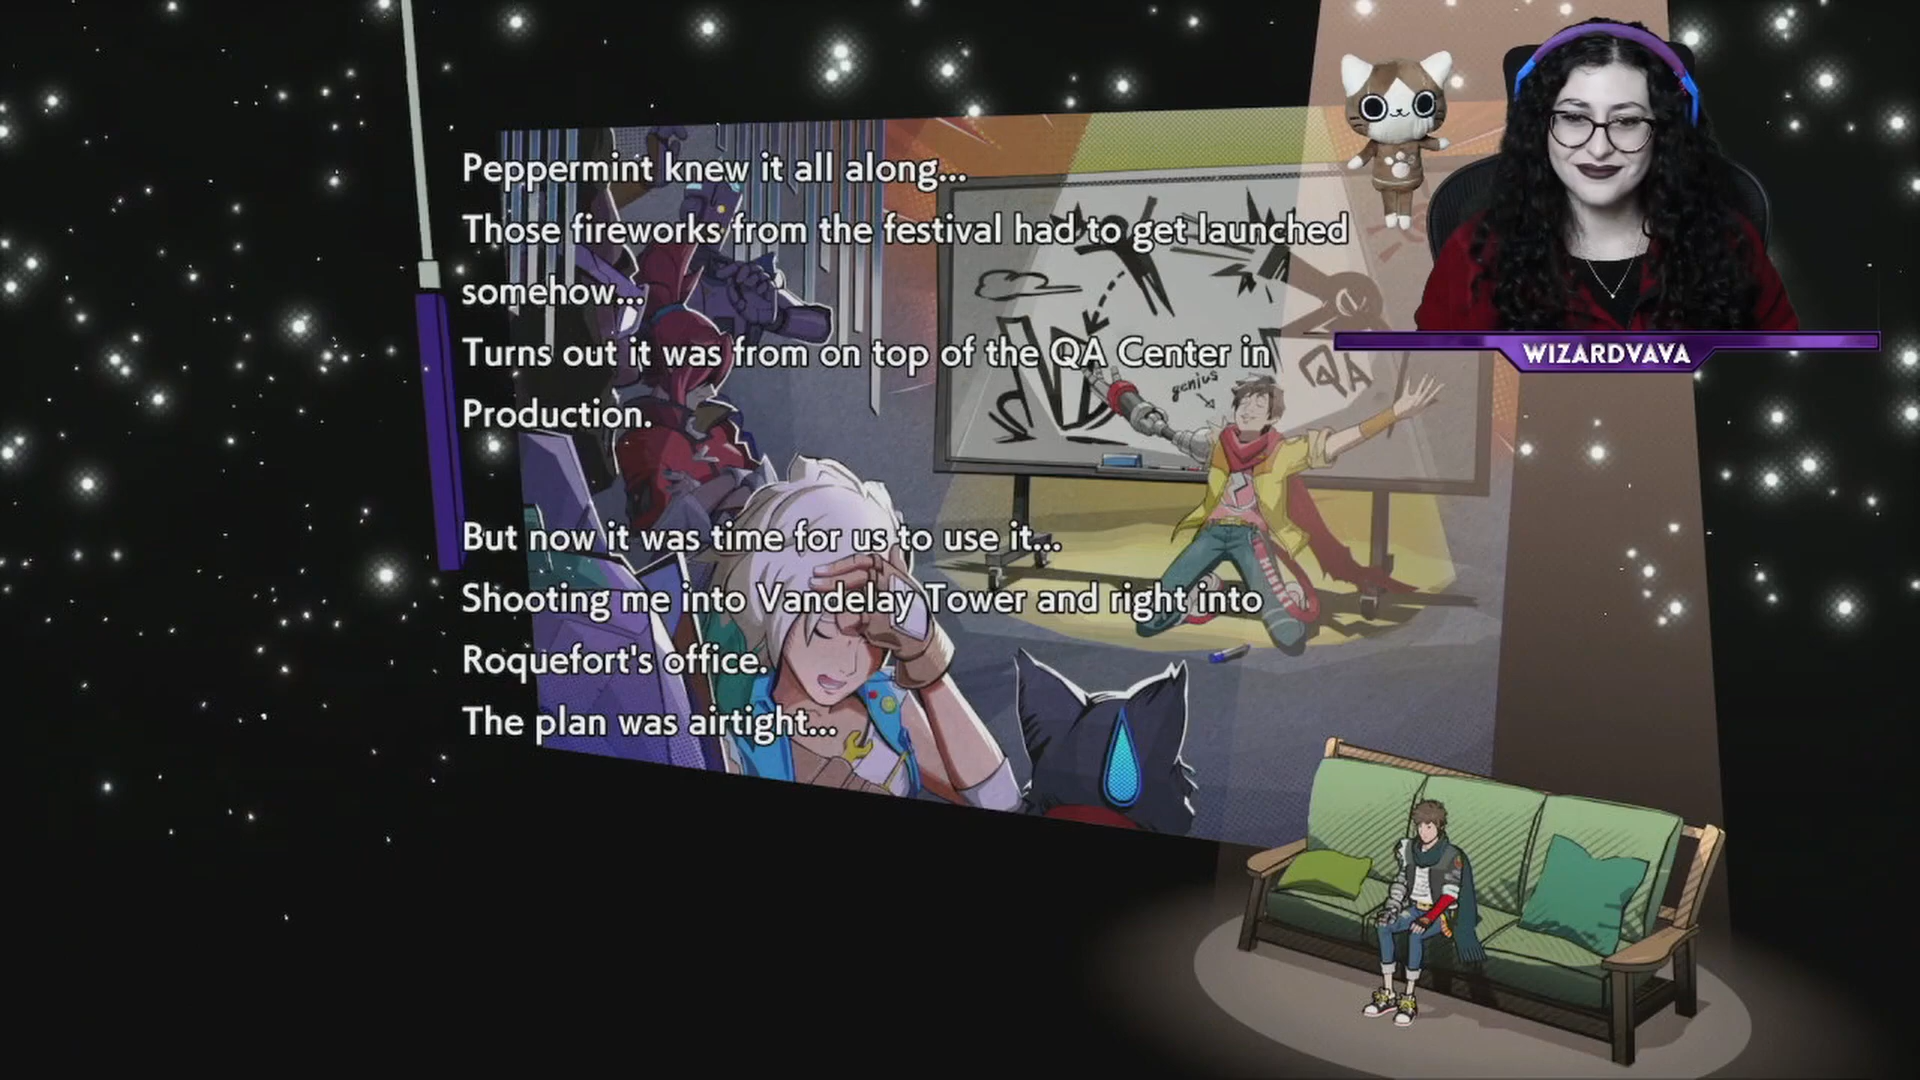 Peppermint knew it all along...
Those fireworks from the festival had to get launched
somehow...
Turns out it was from on top of the QA Center in
Production.
But now it was time for us to use it...
Shooting me into Vandelay Tower and right into
Roquefort's office.
The plan was airtight...
genius
QA
WIZARDVAVA